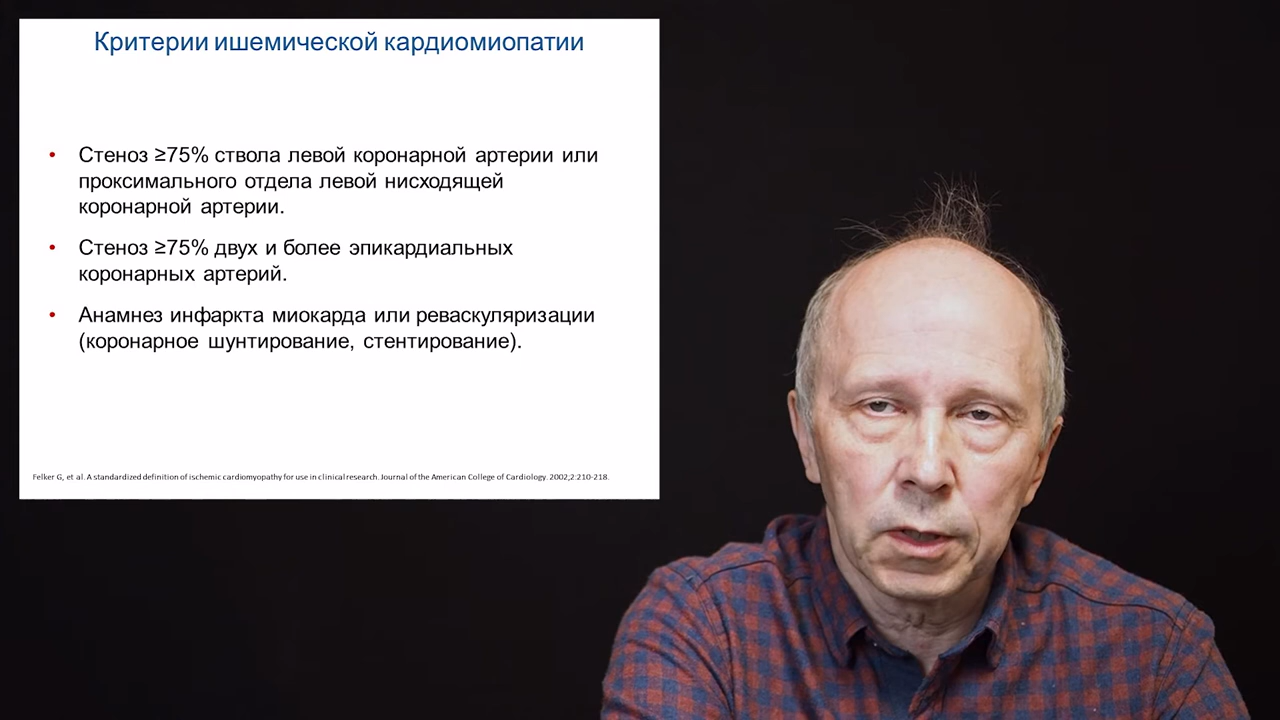 Критерии ишемической кардиомиопатии
• Стеноз ≥75% ствола левой коронарной артерии или
проксимального отдела левой нисходящей
коронарной артерии.
• Стеноз ≥75% двух и более эпикардиальных
коронарных артерий.
• Анамнез инфаркта миокарда или реваскуляризации
(коронарное шунтирование, стентирование).
Felker G, et al. A standardized definition of ischemic cardiomyopathy for use in clinical research. Journal of the American College of Cardiology. 2002;2:210-218.